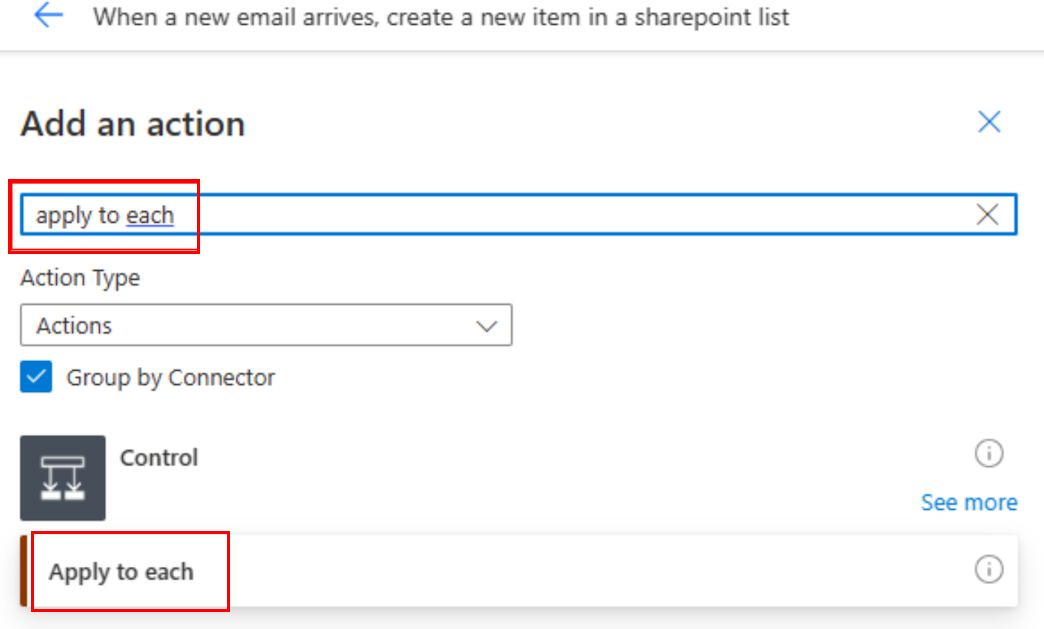 When a new email arrives, create a new item in a sharepoint list
Add an action
apply to each
Action Type
Actions
Group by Connector
Control
See more
Apply to each